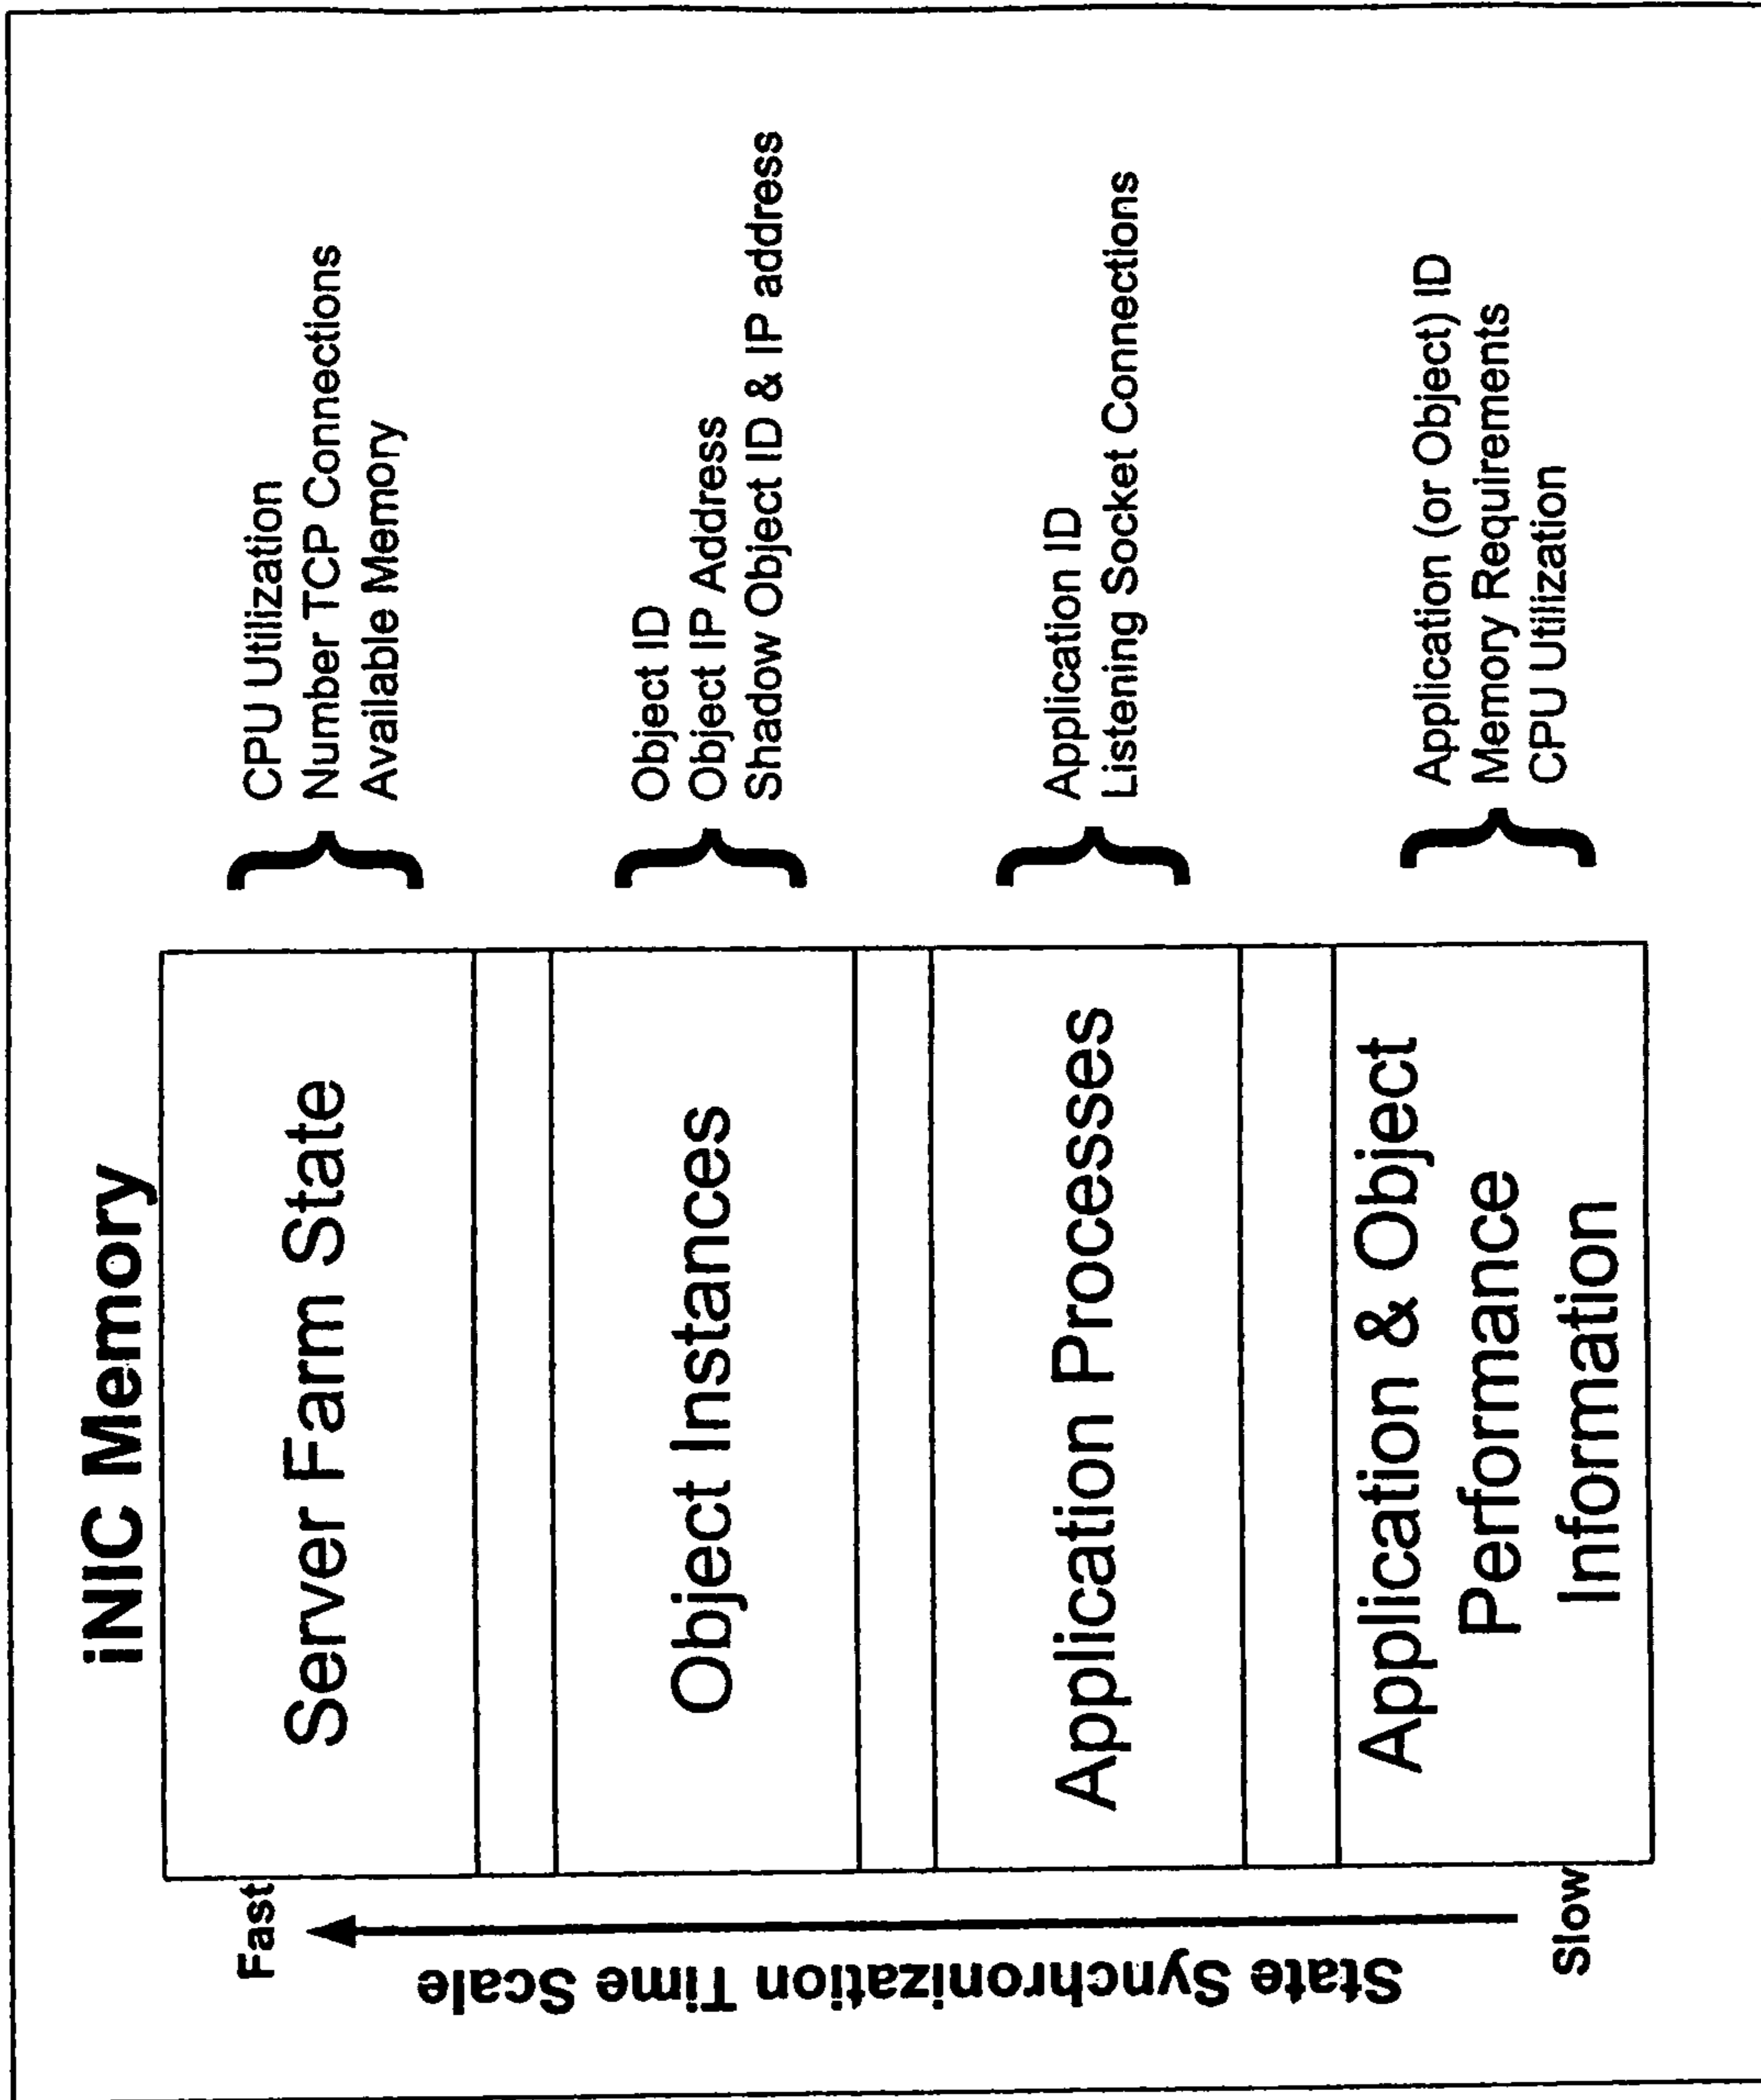 iNIC Memory
Fast
State Synchronization Time Scale
Slow
Server Farm State
CPU Utilization
Number TCP Connections
Available Memory
Object Instances
Object ID
Object IP Address
Shadow Object ID & IP address
Application Processes
Application ID
Listening Socket Connections
Application & Object
Performance
Information
Application (or Object) ID
Memory Requirements
CPU Utilization